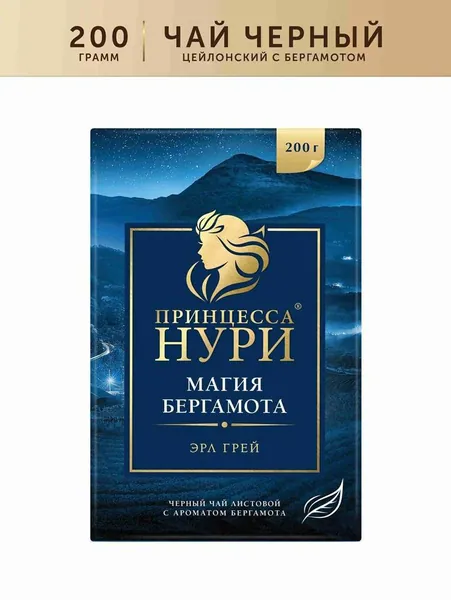 200
ГРАММ
ЧАЙ ЧЕРНЫЙ
ЦЕЙЛОНСКИЙ С БЕРГАМОТОМ
200 г
ПРИНЦЕССА®
НУРИ
МАГИЯ
БЕРГАМОТА
ЭРЛ ГРЕЙ
ЧЕРНЫЙ ЧАЙ ЛИСТОВОЙ
С АРОМАТОМ БЕРГАМОТА